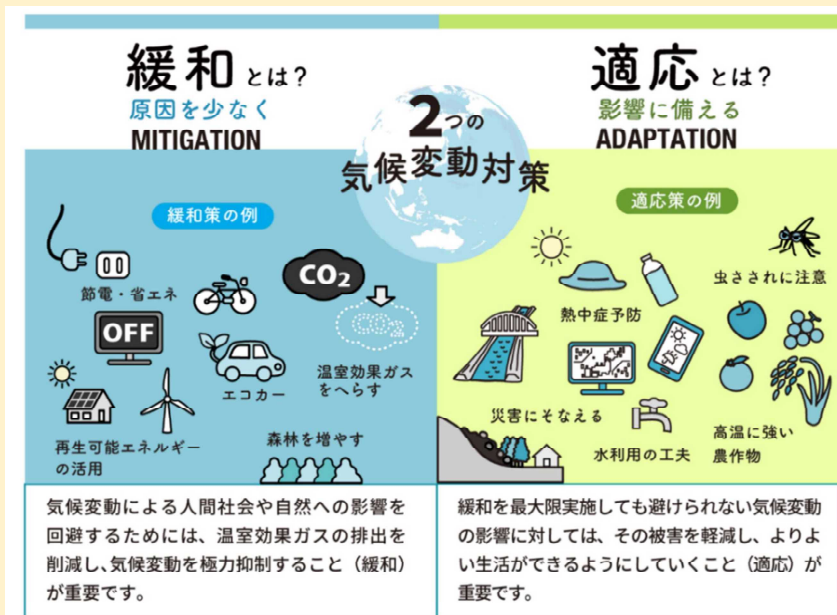 緩和とは?
原因を少なく
MITIGATION
2つの
気候変動対策
適応とは?
影響に備える
ADAPTATION
緩和策の例
節電・省エネ
OFF
CO2
CO2
エコカー
温室効果ガス
をへらす
再生可能エネルギー
の活用
森林を増やす
適応策の例
虫さされに注意
熱中症予防
災害にそなえる
水利用の工夫
高温に強い
農作物
気候変動による人間社会や自然への影響を
回避するためには、温室効果ガスの排出を
削減し、気候変動を極力抑制すること(緩和)
が重要です。
緩和を最大限実施しても避けられない気候変動
の影響に対しては、その被害を軽減し、よりよ
い生活ができるようにしていくこと(適応)が
重要です。